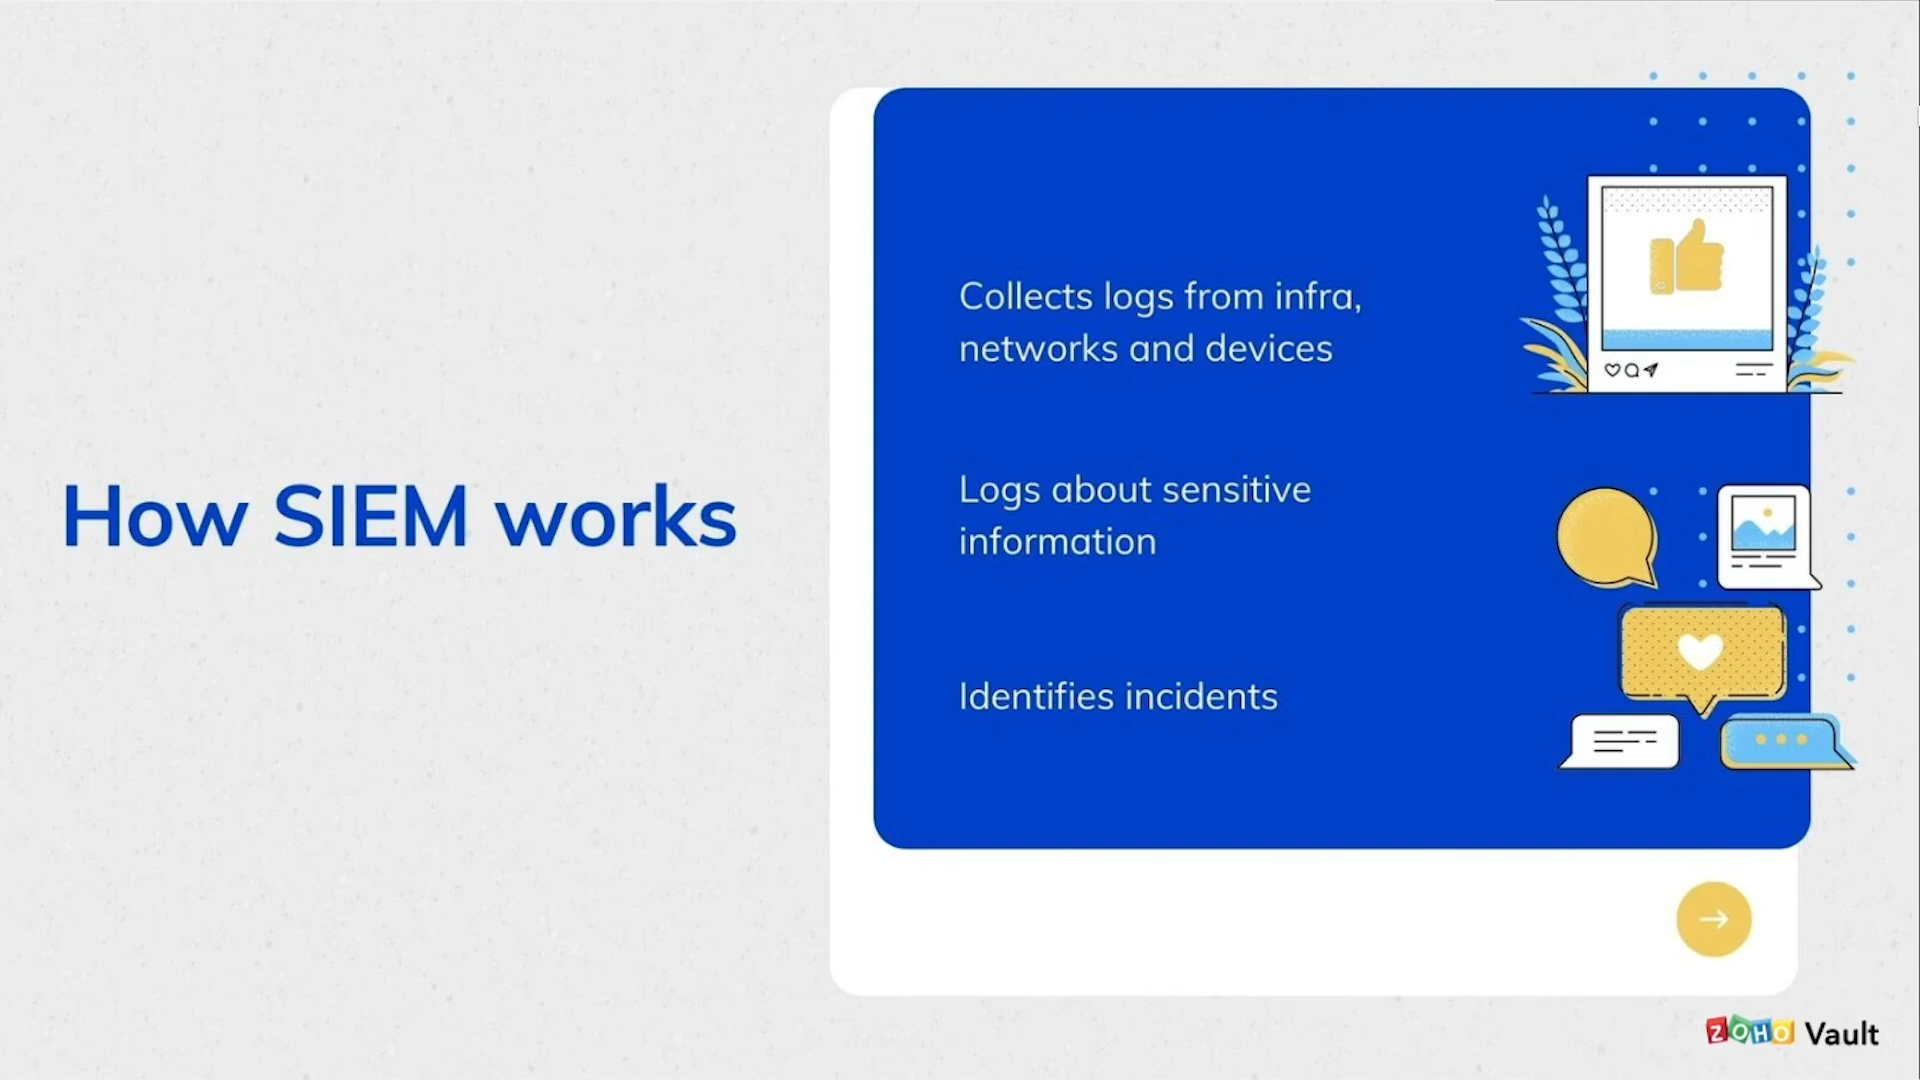 How SIEM works
Collects logs from infra,
networks and devices
Logs about sensitive
information
Identifies incidents
ZOHO Vault